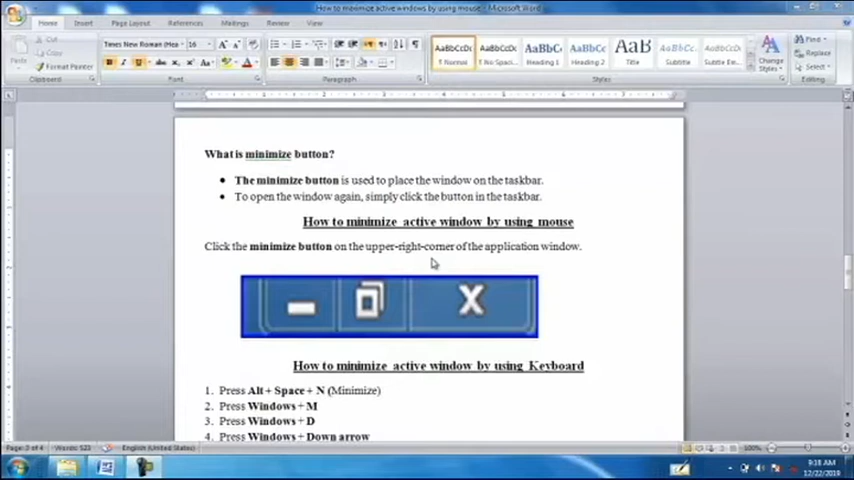 How to minimize active windows by using mouse - Microsoft Word
Home Insert Page Layout References Mailings Review View
Cut
Copy
Format Painter
Paste
Clipboard
Times New Roman (Hea 16
Font
Paragraph
AaBbCcDc AaBbCcDc AaBbC AaBbCc AaB AaBbCc. AaBbCcDc
¶ Normal ¶ No Spaci... Heading 1 Heading 2 Title Subtitle Subtle Em...
Styles
Change
Styles
Find
Replace
Select
Editing
What is minimize button?
The minimize button is used to place the window on the taskbar.
To open the window again, simply click the button in the taskbar.
How to minimize active window by using mouse
Click the minimize button on the upper-right-corner of the application window.
How to minimize active window by using Keyboard
1. Press Alt + Space + N (Minimize)
2. Press Windows + M
3. Press Windows + D
4. Press Windows + Down arrow
Words: 523
English (United States)
100%
9:18 AM
12/22/2019